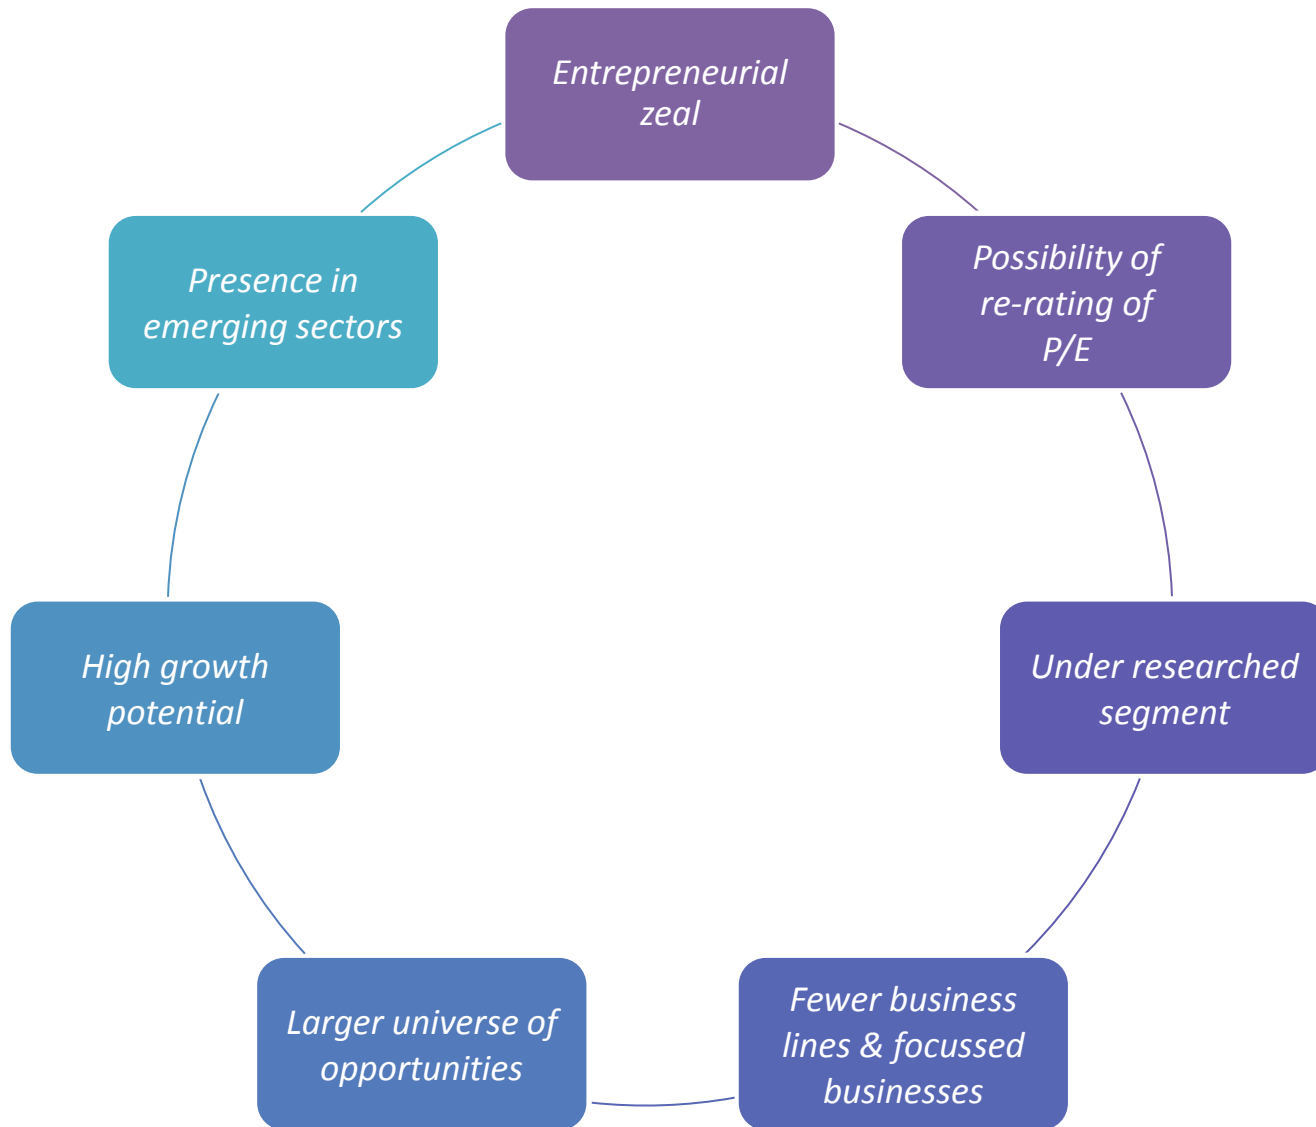 Entrepreneurial
zeal
Possibility of
re-rating of
P/E
Under researched
segment
Fewer business
lines & focussed
businesses
Larger universe of
opportunities
High growth
potential
Presence in
emerging sectors